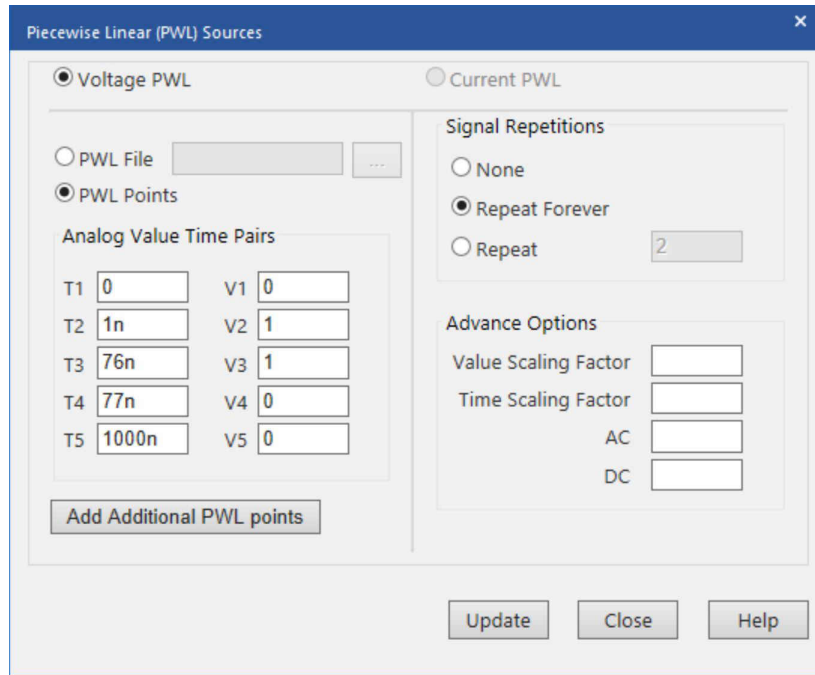 Piecewise Linear (PWL) Sources
Voltage PWL
Current PWL
PWL File
...
PWL Points
Analog Value Time Pairs
T1 0 V1 0
T2 1n V2 1
T3 76n V3 1
T4 77n V4 0
T5 1000n V5 0
Add Additional PWL points
Signal Repetitions
None
Repeat Forever
Repeat 2
Advance Options
Value Scaling Factor
Time Scaling Factor
AC
DC
Update Close Help